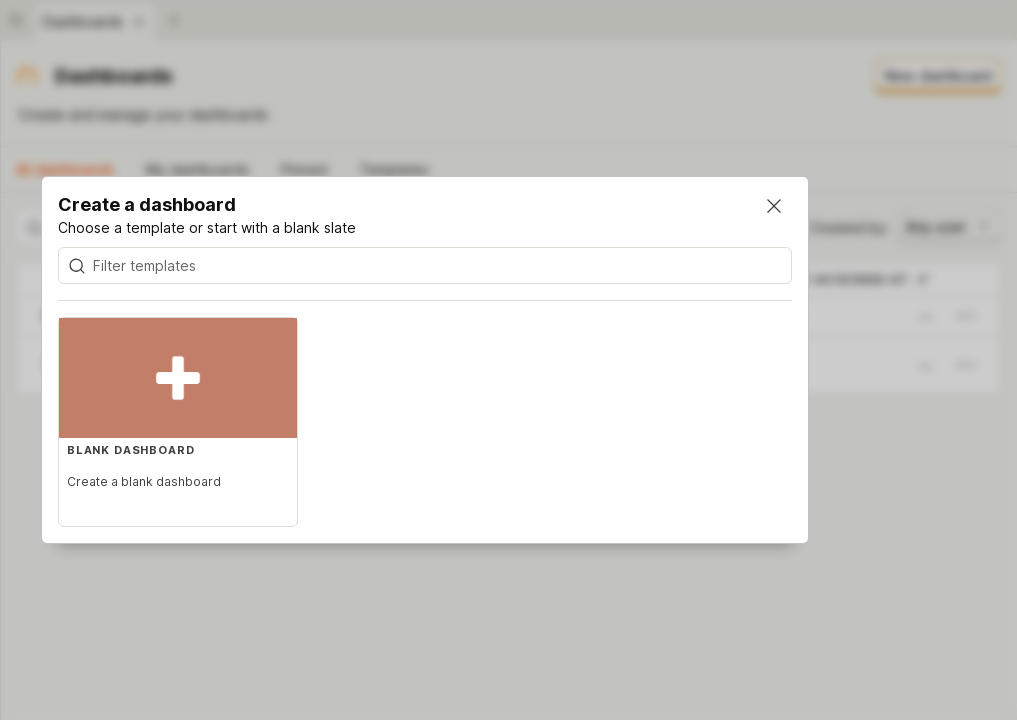 Dashboards
Dashboards
New dashboard
Create and manage your dashboards
All dashboards
My dashboards
Pinned
Templates
Create a dashboard
Choose a template or start with a blank slate
Filter templates
Created by:
Any user
BLANK DASHBOARD
Create a blank dashboard